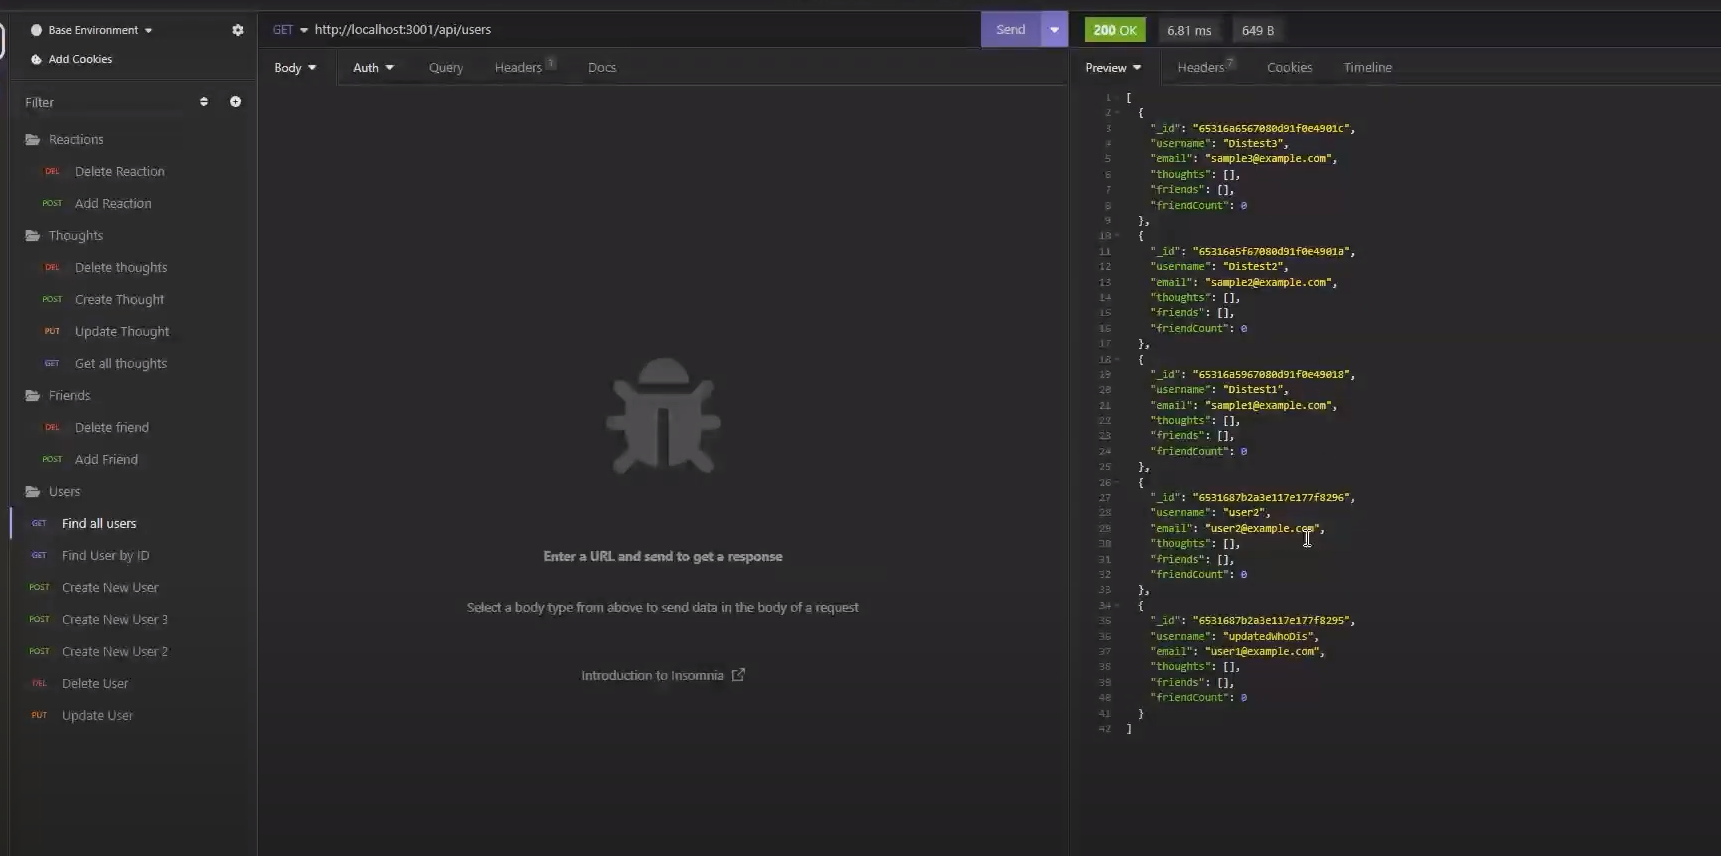 Base Environment
Add Cookies
Filter
Reactions
DEL Delete Reaction
POST Add Reaction
Thoughts
DEL Delete thoughts
POST Create Thought
PUT Update Thought
GET Get all thoughts
Friends
DEL Delete friend
POST Add Friend
Users
GET Find all users
GET Find User by ID
POST Create New User
POST Create New User 3
POST Create New User 2
DEL Delete User
PUT Update User
GET http://localhost:3001/api/users Send
Body Auth Query Headers 1 Docs
Enter a URL and send to get a response
Select a body type from above to send data in the body of a request
Introduction to Insomnia
200 OK 6.81 ms 649 B
Preview Headers 7 Cookies Timeline
1 [
2 {
3 "_id": "65316a6567080d91f0e4901c",
4 "username": "Distest3",
5 "email": "sample3@example.com",
6 "thoughts": [],
7 "friends": [],
8 "friendCount": 0
9 },
10 {
11 "_id": "65316a5f67080d91f0e4901a",
12 "username": "Distest2",
13 "email": "sample2@example.com",
14 "thoughts": [],
15 "friends": [],
16 "friendCount": 0
17 },
18 {
19 "_id": "65316a5967080d91f0e49018",
20 "username": "Distest1",
21 "email": "sample1@example.com",
22 "thoughts": [],
23 "friends": [],
24 "friendCount": 0
25 },
26 {
27 "_id": "6531687b2a3e117e177f8296",
28 "username": "user2",
29 "email": "user2@example.com",
30 "thoughts": [],
31 "friends": [],
32 "friendCount": 0
33 },
34 {
35 "_id": "6531687b2a3e117e177f8295",
36 "username": "updatedWhoDis",
37 "email": "user1@example.com",
38 "thoughts": [],
39 "friends": [],
40 "friendCount": 0
41 }
42 ]